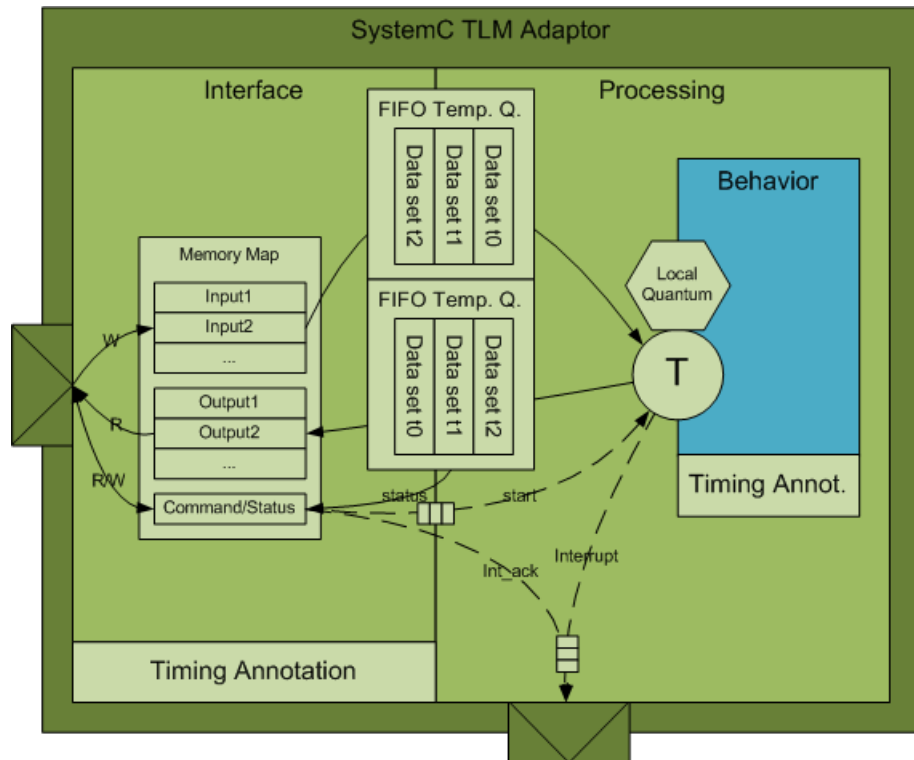 SystemC TLM Adaptor
Interface
Processing
FIFO Temp. Q.
Data set t2
Data set t1
Data set t0
Behavior
Memory Map
Input1
Input2
...
Local
Quantum
FIFO Temp. Q.
Data set t0
Data set t1
Data set t2
W
T
Output1
Output2
...
R
R/W
Command/Status
status
start
Timing Annot.
Int_ack
Interrupt
Timing Annotation